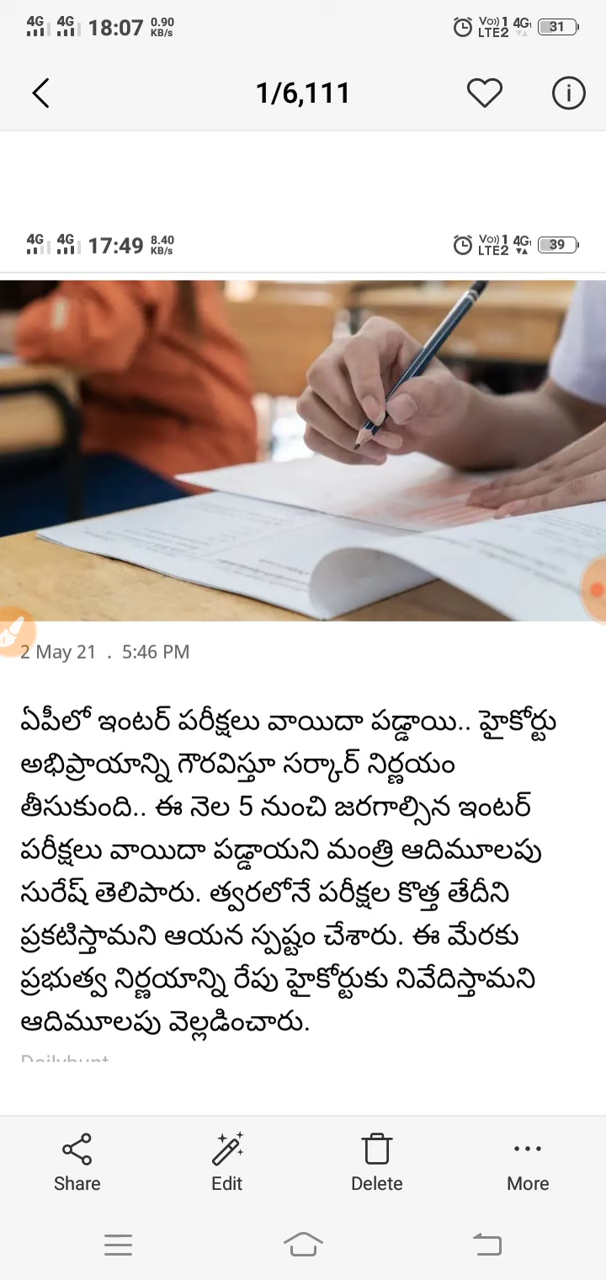 4G 4G 18:07 0.90 KB/s Vo)) 1 4G LTE2 31
1/6,111
4G 4G 17:49 8.40 KB/s Vo)) 1 4G LTE2 39
2 May 21 . 5:46 PM
ఏపీలో ఇంటర్ పరీక్షలు వాయిదా పడ్డాయి.. హైకోర్టు
అభిప్రాయాన్ని గౌరవిస్తూ సర్కార్ నిర్ణయం
తీసుకుంది.. ఈ నెల 5 నుంచి జరగాల్సిన ఇంటర్
పరీక్షలు వాయిదా పడ్డాయని మంత్రి ఆదిమూలపు
సురేష్ తెలిపారు. త్వరలోనే పరీక్షల కొత్త తేదీని
ప్రకటిస్తామని ఆయన స్పష్టం చేశారు. ఈ మేరకు
ప్రభుత్వ నిర్ణయాన్ని రేపు హైకోర్టుకు నివేదిస్తామని
ఆదిమూలపు వెల్లడించారు.
Dailyhunt
Share Edit Delete More